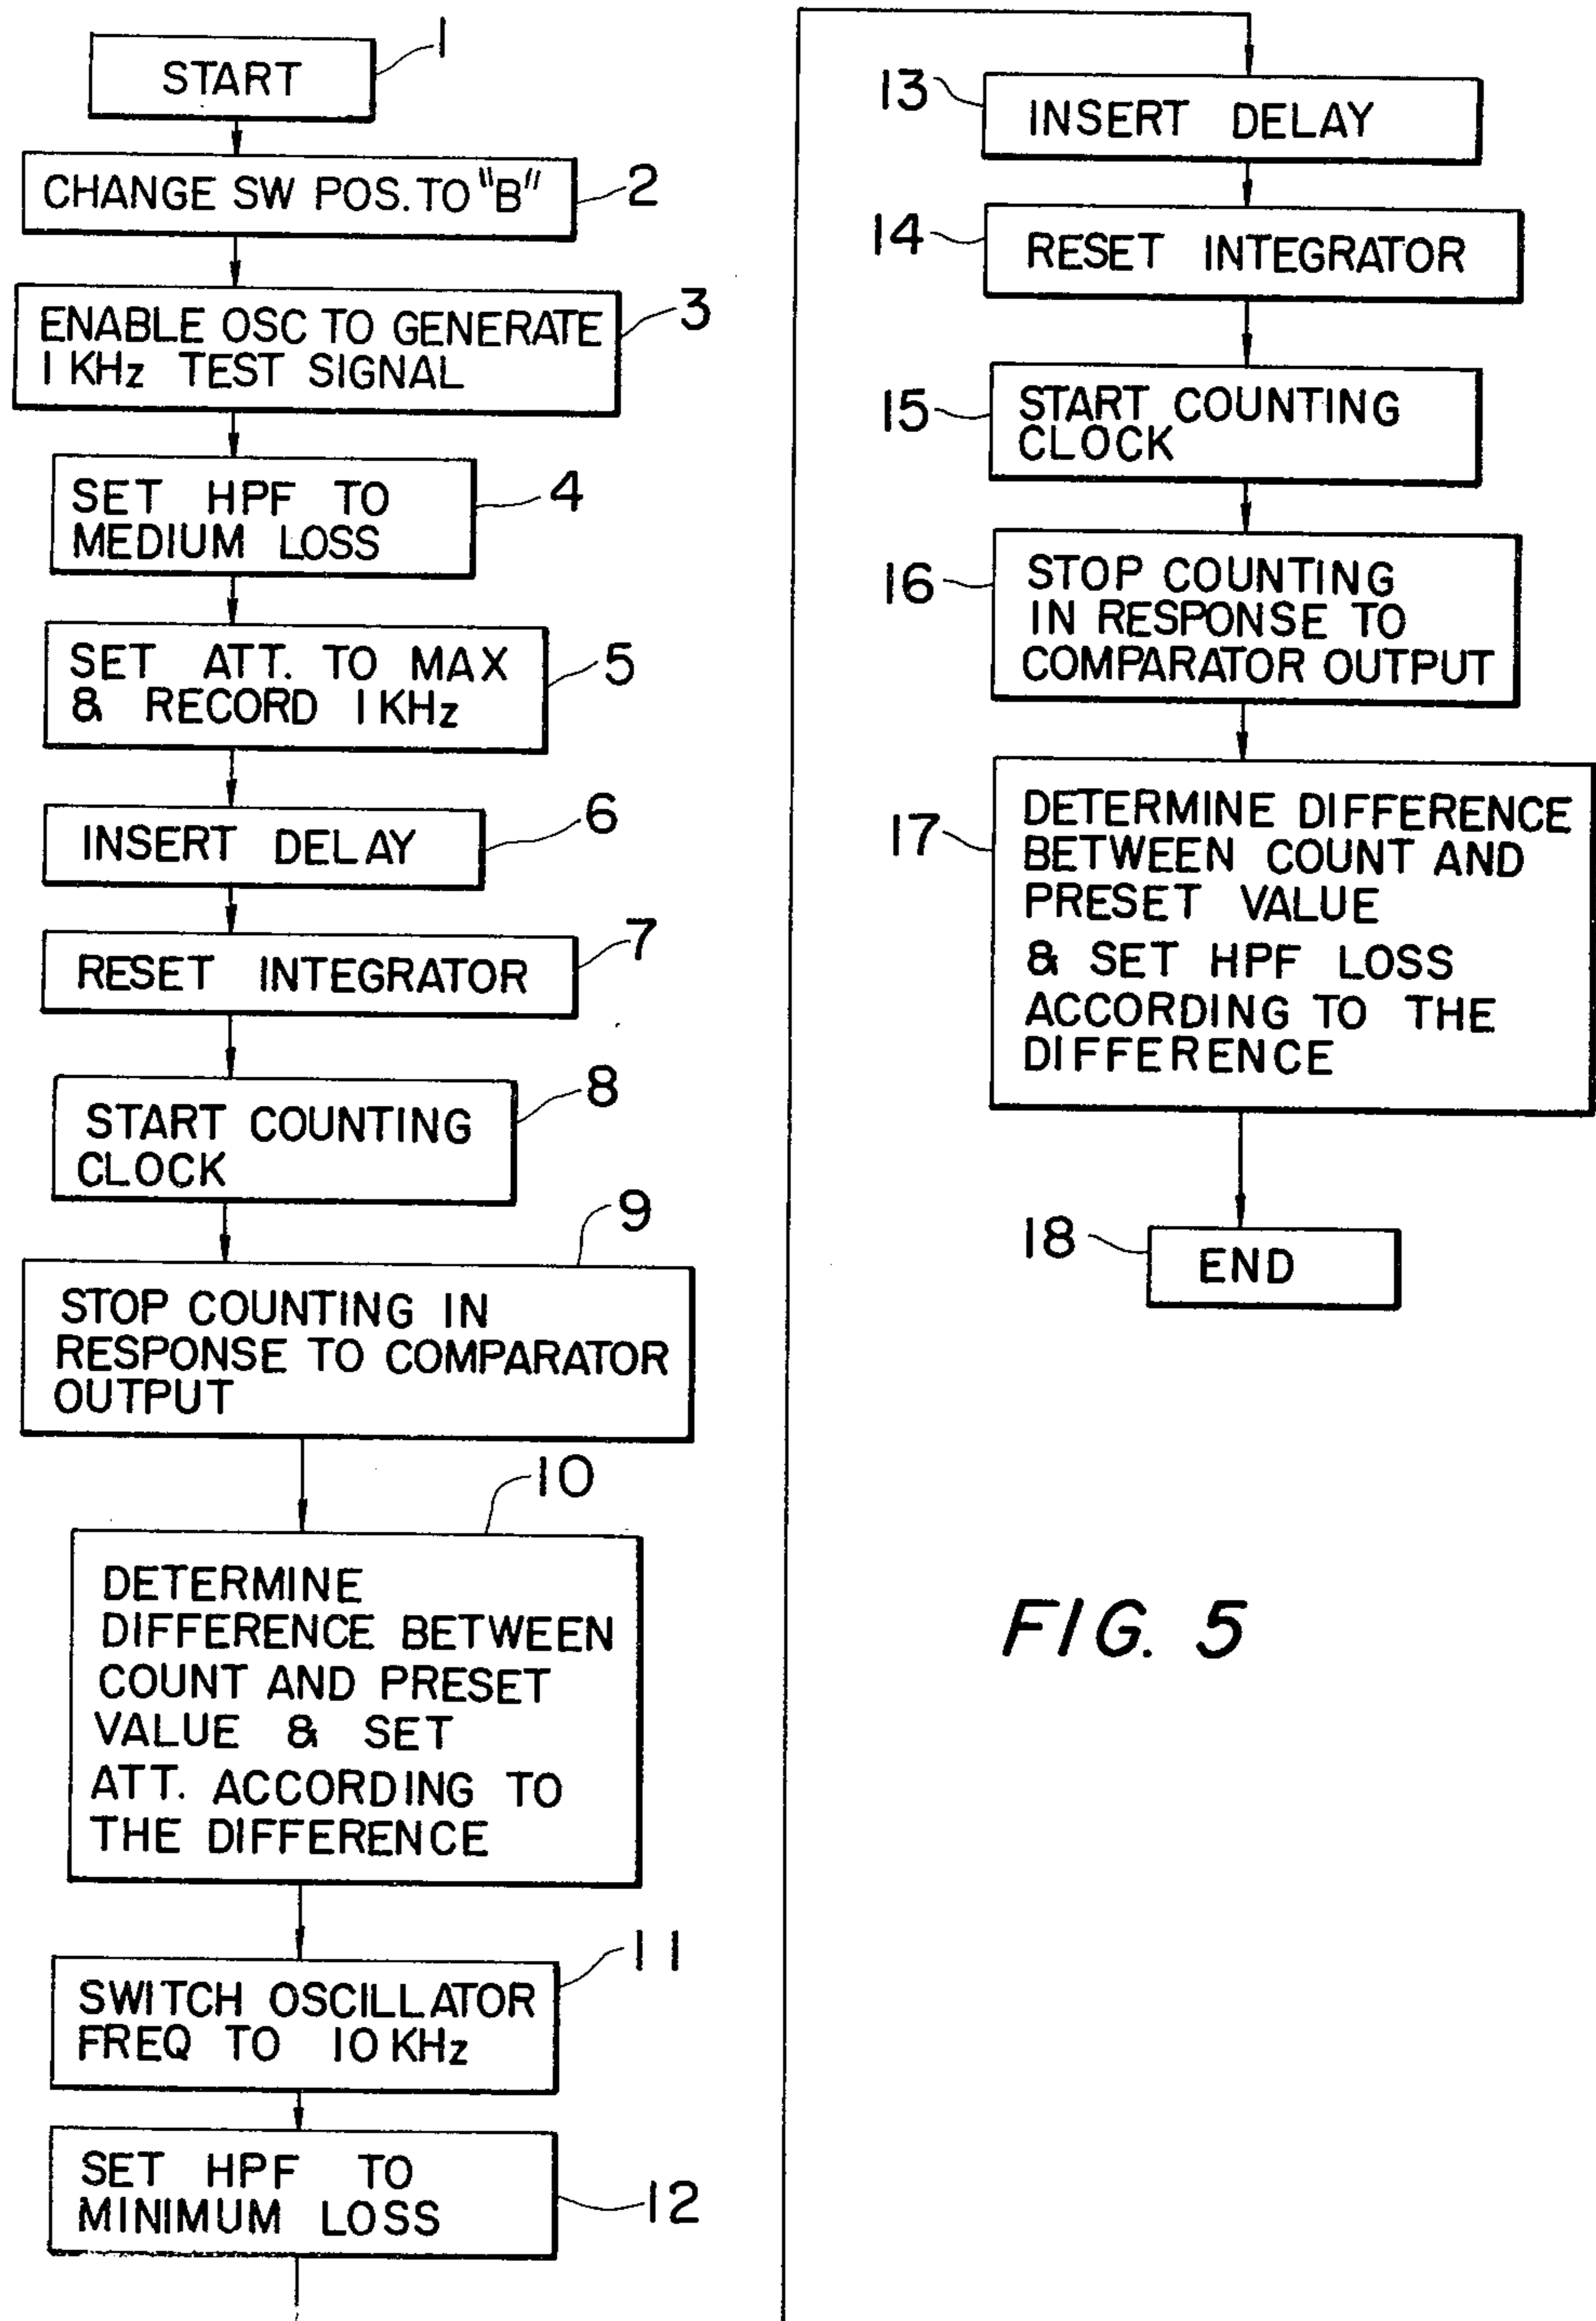 START
1
CHANGE SW POS. TO "B"
2
ENABLE OSC TO GENERATE
1 KHz TEST SIGNAL
3
SET HPF TO
MEDIUM LOSS
4
SET ATT. TO MAX
& RECORD 1 KHz
5
INSERT DELAY
6
RESET INTEGRATOR
7
START COUNTING
CLOCK
8
STOP COUNTING IN
RESPONSE TO COMPARATOR
OUTPUT
9
DETERMINE
DIFFERENCE BETWEEN
COUNT AND PRESET
VALUE & SET
ATT. ACCORDING TO
THE DIFFERENCE
10
SWITCH OSCILLATOR
FREQ TO 10 KHz
11
SET HPF TO
MINIMUM LOSS
12
13
INSERT DELAY
14
RESET INTEGRATOR
15
START COUNTING
CLOCK
16
STOP COUNTING
IN RESPONSE TO
COMPARATOR OUTPUT
17
DETERMINE DIFFERENCE
BETWEEN COUNT AND
PRESET VALUE
& SET HPF LOSS
ACCORDING TO THE
DIFFERENCE
18
END
FIG. 5